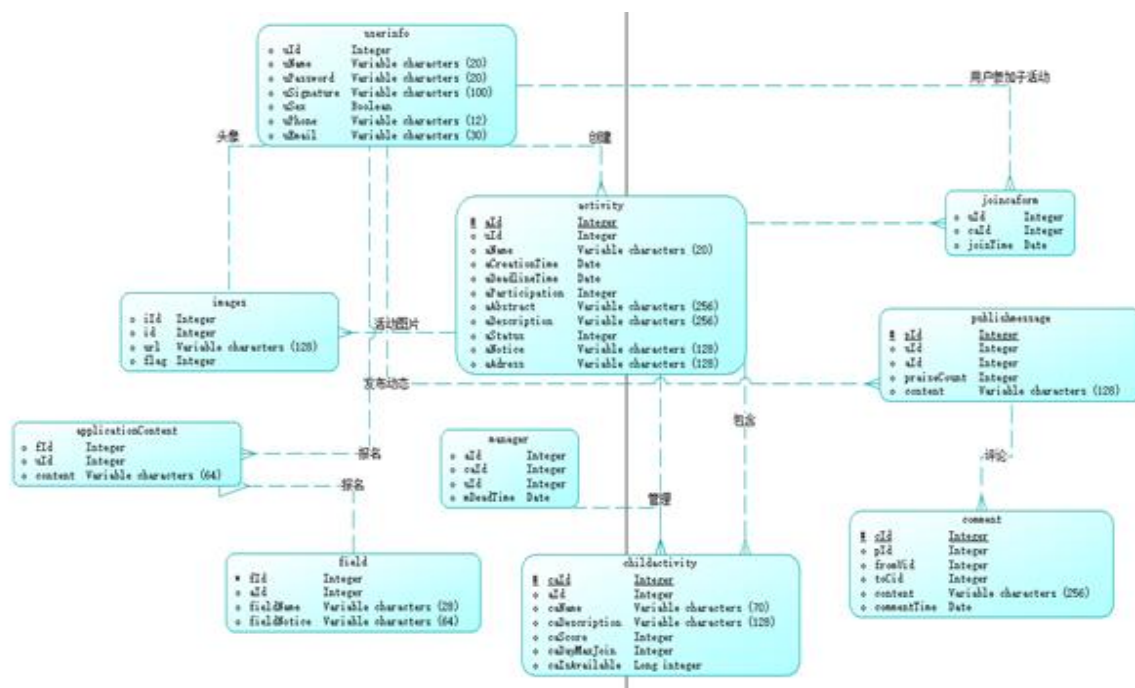 userinfo
uId Integer
uName Variable characters (20)
uPassword Variable characters (20)
uSignature Variable characters (100)
uSex Boolean
uPhone Variable characters (12)
uEmail Variable characters (30)
用户参加子活动
头像
创建
activity
# aId Integer
uId Integer
aName Variable characters (20)
aCreationTime Date
aDeadlineTime Date
aParticipation Integer
aAbstract Variable characters (256)
aDescription Variable characters (256)
aStatus Integer
aNotice Variable characters (128)
aAdress Variable characters (128)
joincaform
uId Integer
caId Integer
joinTime Date
images
iId Integer
id Integer
url Variable characters (128)
flag Integer
活动图片
publishmessage
# pId Integer
uId Integer
aId Integer
praiseCount Integer
content Variable characters (128)
发布动态
包含
applicationContent
fId Integer
uId Integer
content Variable characters (64)
报名
报名
manager
aId Integer
caId Integer
uId Integer
mDeadTime Date
管理
评论
field
* fId Integer
aId Integer
fieldName Variable characters (28)
fieldNotice Variable characters (64)
childactivity
# caId Integer
aId Integer
caName Variable characters (70)
caDescription Variable characters (128)
caScore Integer
caDayMaxJoin Integer
caIsAvailable Long integer
comment
# cId Integer
pId Integer
fromUid Integer
toCid Integer
content Variable characters (256)
commentTime Date